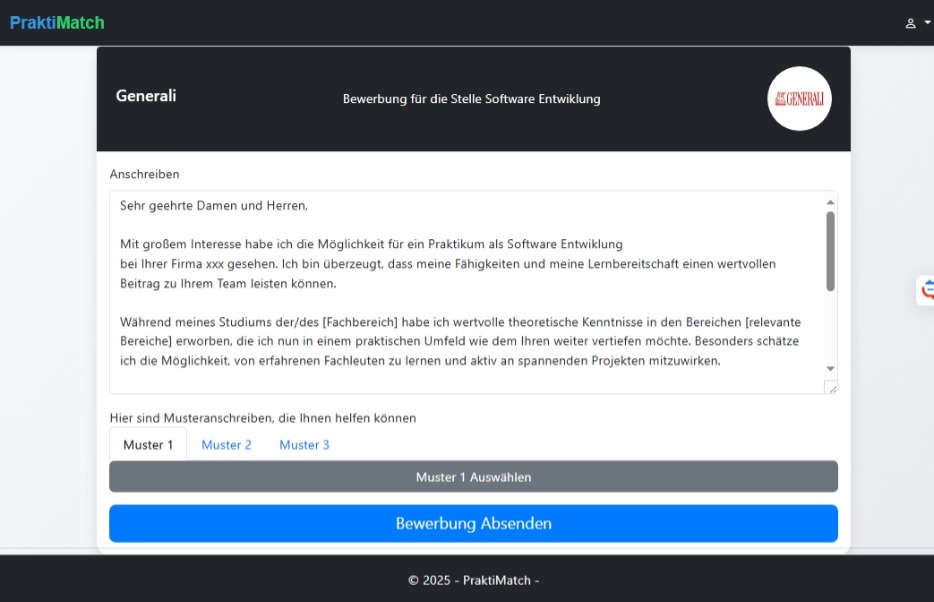 PraktiMatch
Generali
Bewerbung für die Stelle Software Entwiklung
GENERALI
Anschreiben
Sehr geehrte Damen und Herren,
Mit großem Interesse habe ich die Möglichkeit für ein Praktikum als Software Entwiklung
bei Ihrer Firma xxx gesehen. Ich bin überzeugt, dass meine Fähigkeiten und meine Lernbereitschaft einen wertvollen
Beitrag zu Ihrem Team leisten können.
Während meines Studiums der/des [Fachbereich] habe ich wertvolle theoretische Kenntnisse in den Bereichen [relevante
Bereiche] erworben, die ich nun in einem praktischen Umfeld wie dem Ihren weiter vertiefen möchte. Besonders schätze
ich die Möglichkeit, von erfahrenen Fachleuten zu lernen und aktiv an spannenden Projekten mitzuwirken.
Hier sind Musteranschreiben, die Ihnen helfen können
Muster 1 Muster 2 Muster 3
Muster 1 Auswählen
Bewerbung Absenden
© 2025 - PraktiMatch -